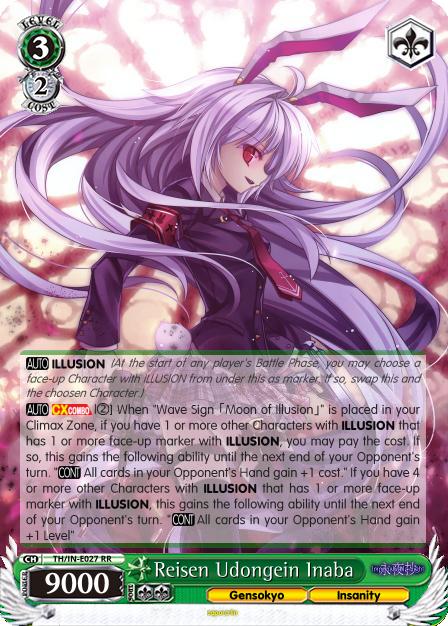 LEVEL
3
2
COST
AUTO ILLUSION (At the start of any player's Battle Phase, you may choose a
face-up Character with ILLUSION from under this as marker. If so, swap this and
the choosen Character.)
AUTO CXCOMBO [②] When "Wave Sign「Moon of Illusion」" is placed in your
Climax Zone, if you have 1 or more other Characters with ILLUSION that
has 1 or more face-up marker with ILLUSION, you may pay the cost. If
so, this gains the following ability until the next end of your Opponent's
turn. "CONT All cards in your Opponent's Hand gain +1 cost." If you have 4
or more other Characters with ILLUSION that has 1 or more face-up
marker with ILLUSION, this gains the following ability until the next end
of your Opponent's turn. "CONT All cards in your Opponent's Hand gain
+1 Level"
CH TH/IN-E027 RR
POWER 9000 SOUL Reisen Udongein Inaba
Gensokyo Insanity